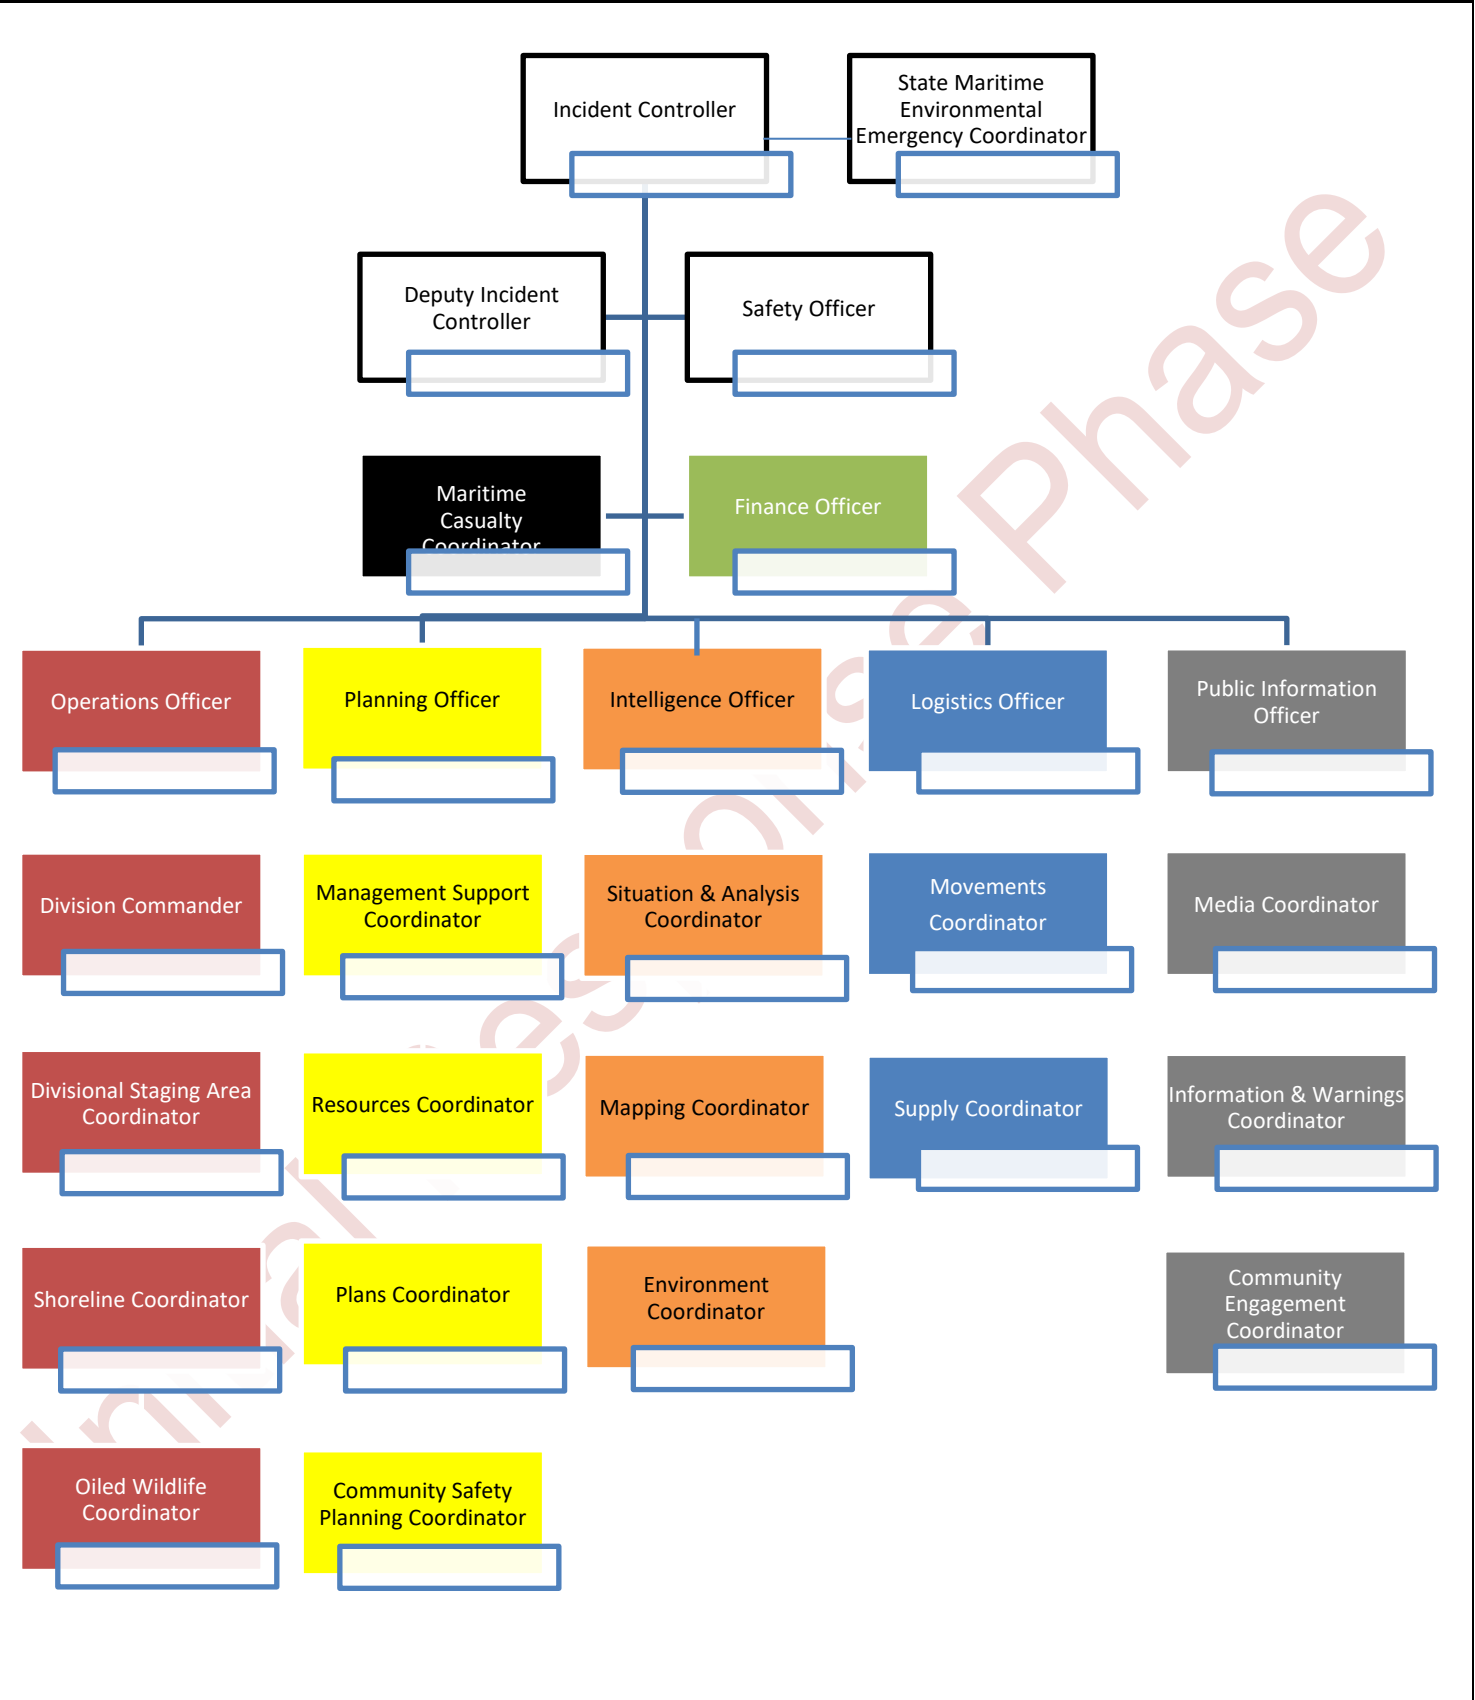 Incident Controller
State Maritime
Environmental
Emergency Coordinator
Deputy Incident
Controller
Safety Officer
Maritime
Casualty
Coordinator
Finance Officer
Operations Officer
Planning Officer
Intelligence Officer
Logistics Officer
Public Information
Officer
Division Commander
Management Support
Coordinator
Situation & Analysis
Coordinator
Movements
Coordinator
Media Coordinator
Divisional Staging Area
Coordinator
Resources Coordinator
Mapping Coordinator
Supply Coordinator
Information & Warnings
Coordinator
Shoreline Coordinator
Plans Coordinator
Environment
Coordinator
Community
Engagement
Coordinator
Oiled Wildlife
Coordinator
Community Safety
Planning Coordinator
Initial Response Phase